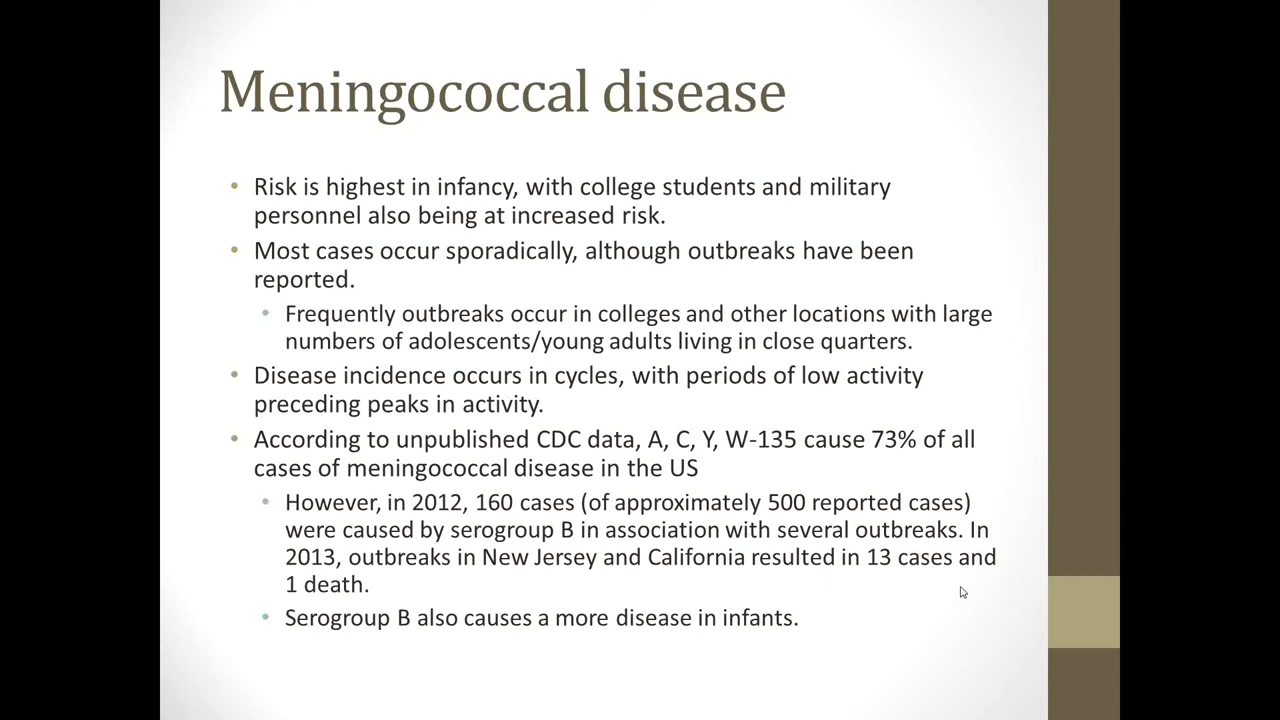 Meningococcal disease
• Risk is highest in infancy, with college students and military
personnel also being at increased risk.
• Most cases occur sporadically, although outbreaks have been
reported.
• Frequently outbreaks occur in colleges and other locations with large
numbers of adolescents/young adults living in close quarters.
• Disease incidence occurs in cycles, with periods of low activity
preceding peaks in activity.
• According to unpublished CDC data, A, C, Y, W-135 cause 73% of all
cases of meningococcal disease in the US
• However, in 2012, 160 cases (of approximately 500 reported cases)
were caused by serogroup B in association with several outbreaks. In
2013, outbreaks in New Jersey and California resulted in 13 cases and
1 death.
• Serogroup B also causes a more disease in infants.